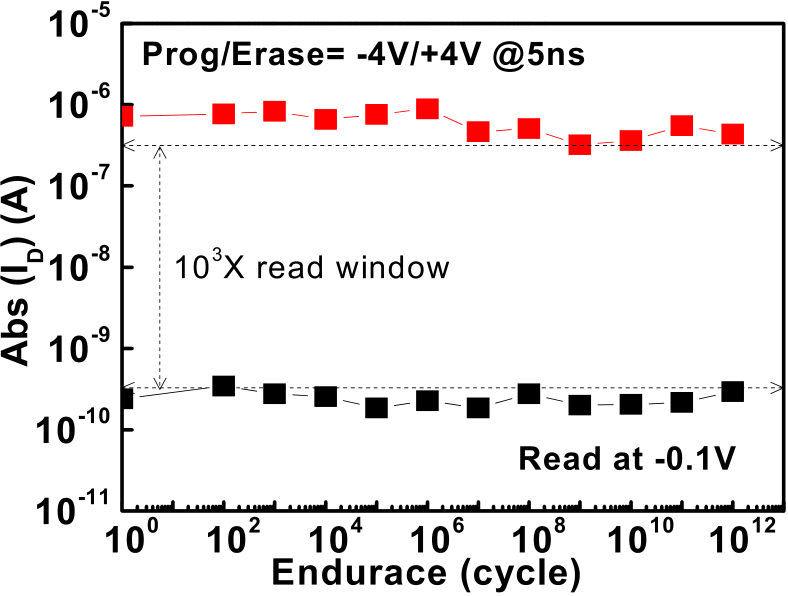 Prog/Erase= -4V/+4V @5ns
10^-5
10^-6
10^-7
10^-8
10^-9
10^-10
10^-11
Abs (I_D) (A)
10^3X read window
Read at -0.1V
10^0 10^2 10^4 10^6 10^8 10^10 10^12
Endurace (cycle)